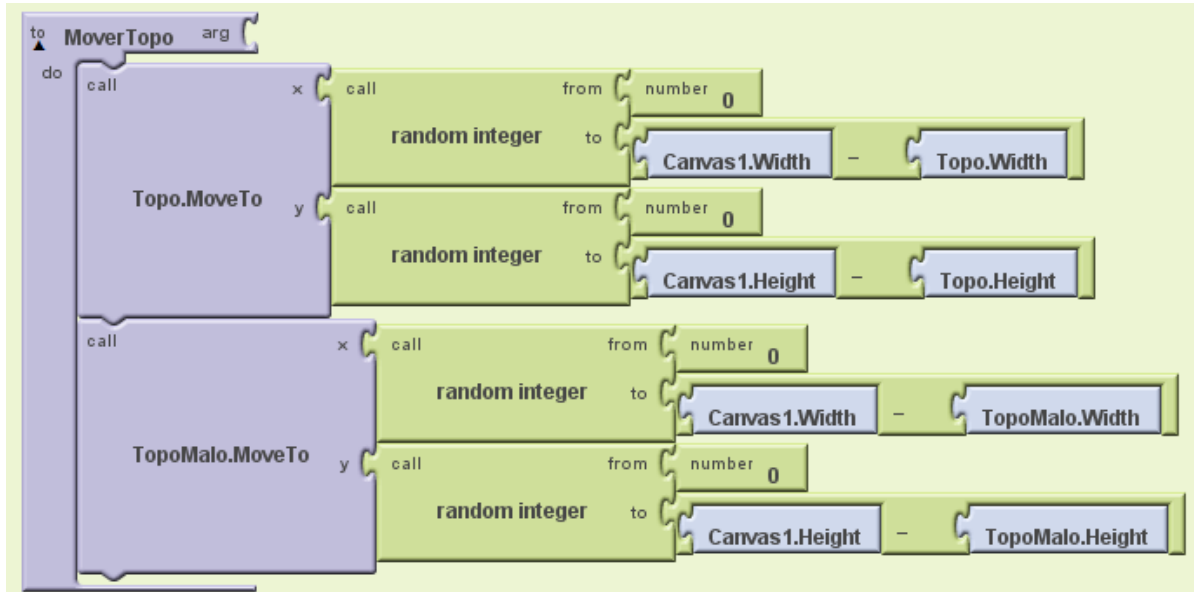 to MoverTopo arg
do
call x call from number 0
random integer to Canvas1.Width - Topo.Width
Topo.MoveTo y call from number 0
random integer to Canvas1.Height - Topo.Height
call x call from number 0
random integer to Canvas1.Width - TopoMalo.Width
TopoMalo.MoveTo y call from number 0
random integer to Canvas1.Height - TopoMalo.Height